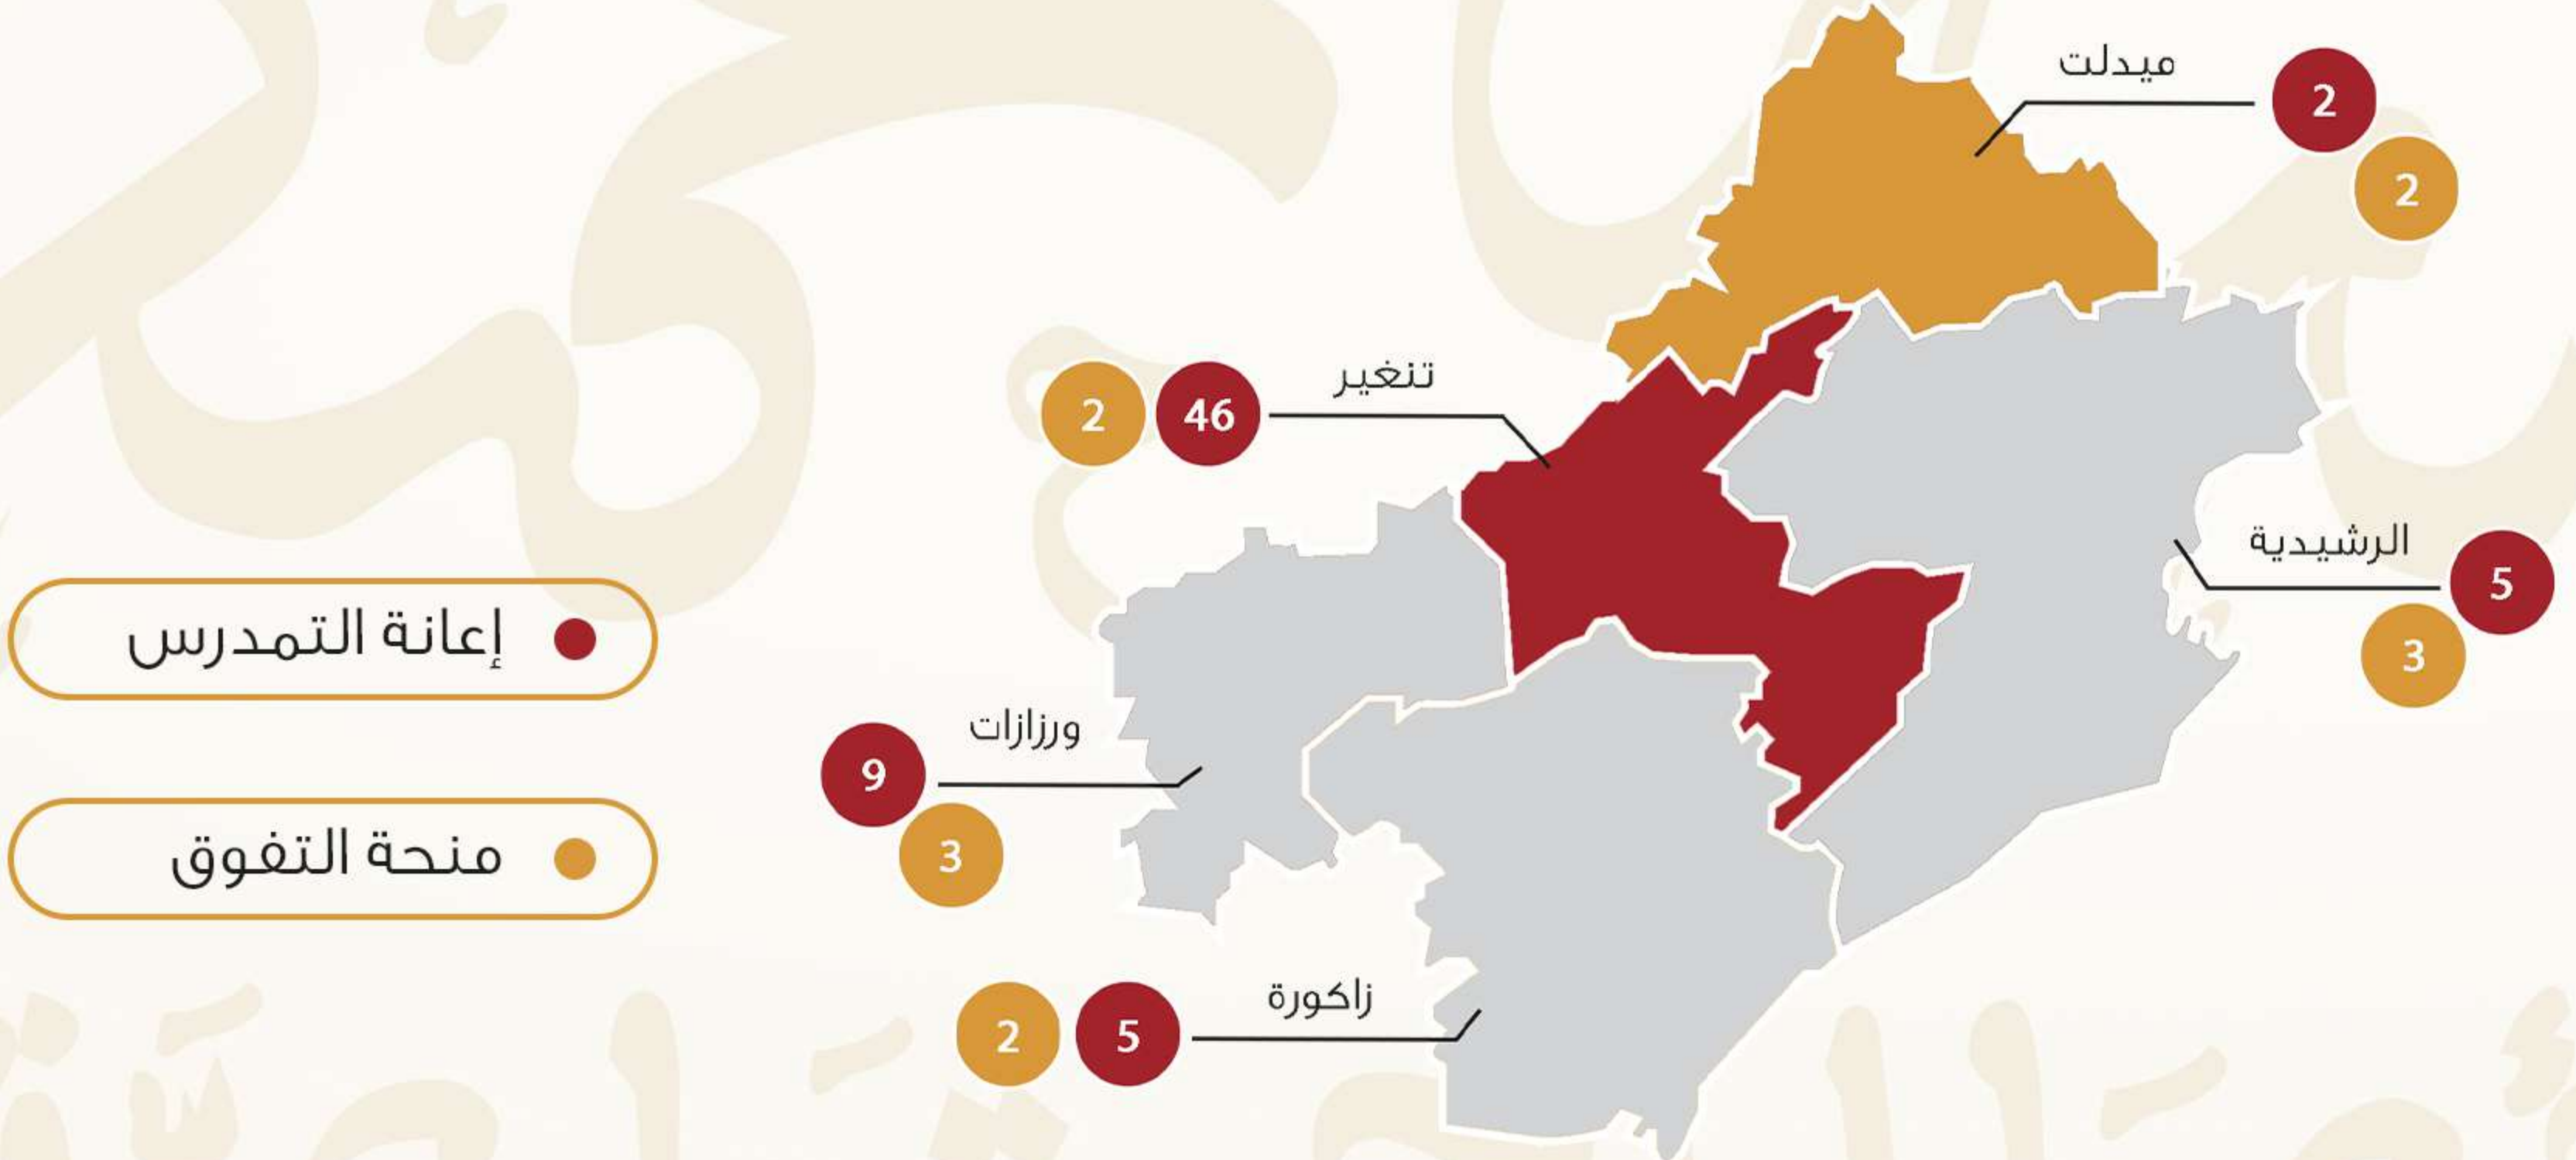 ميدلت
2
2
تنغير
46
2
الرشيدية
5
3
إعانة التمدرس
ورزازات
9
3
منحة التفوق
زاكورة
5
2